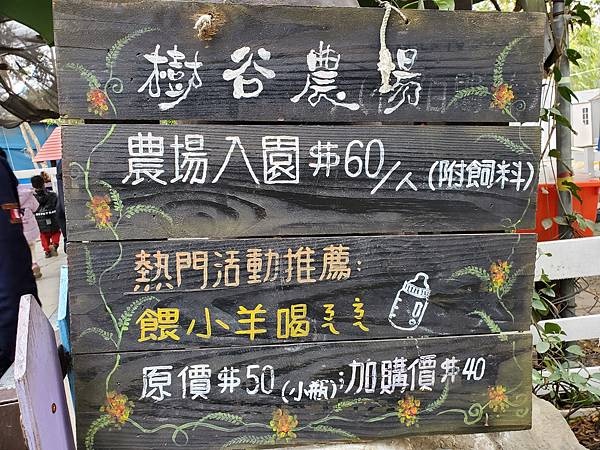 樹谷農場
農場入園 $60/人(附飼料)
熱門活動推薦:
餵小羊喝ㄋㄟㄋㄟ
原價$50(小瓶);加購價$40